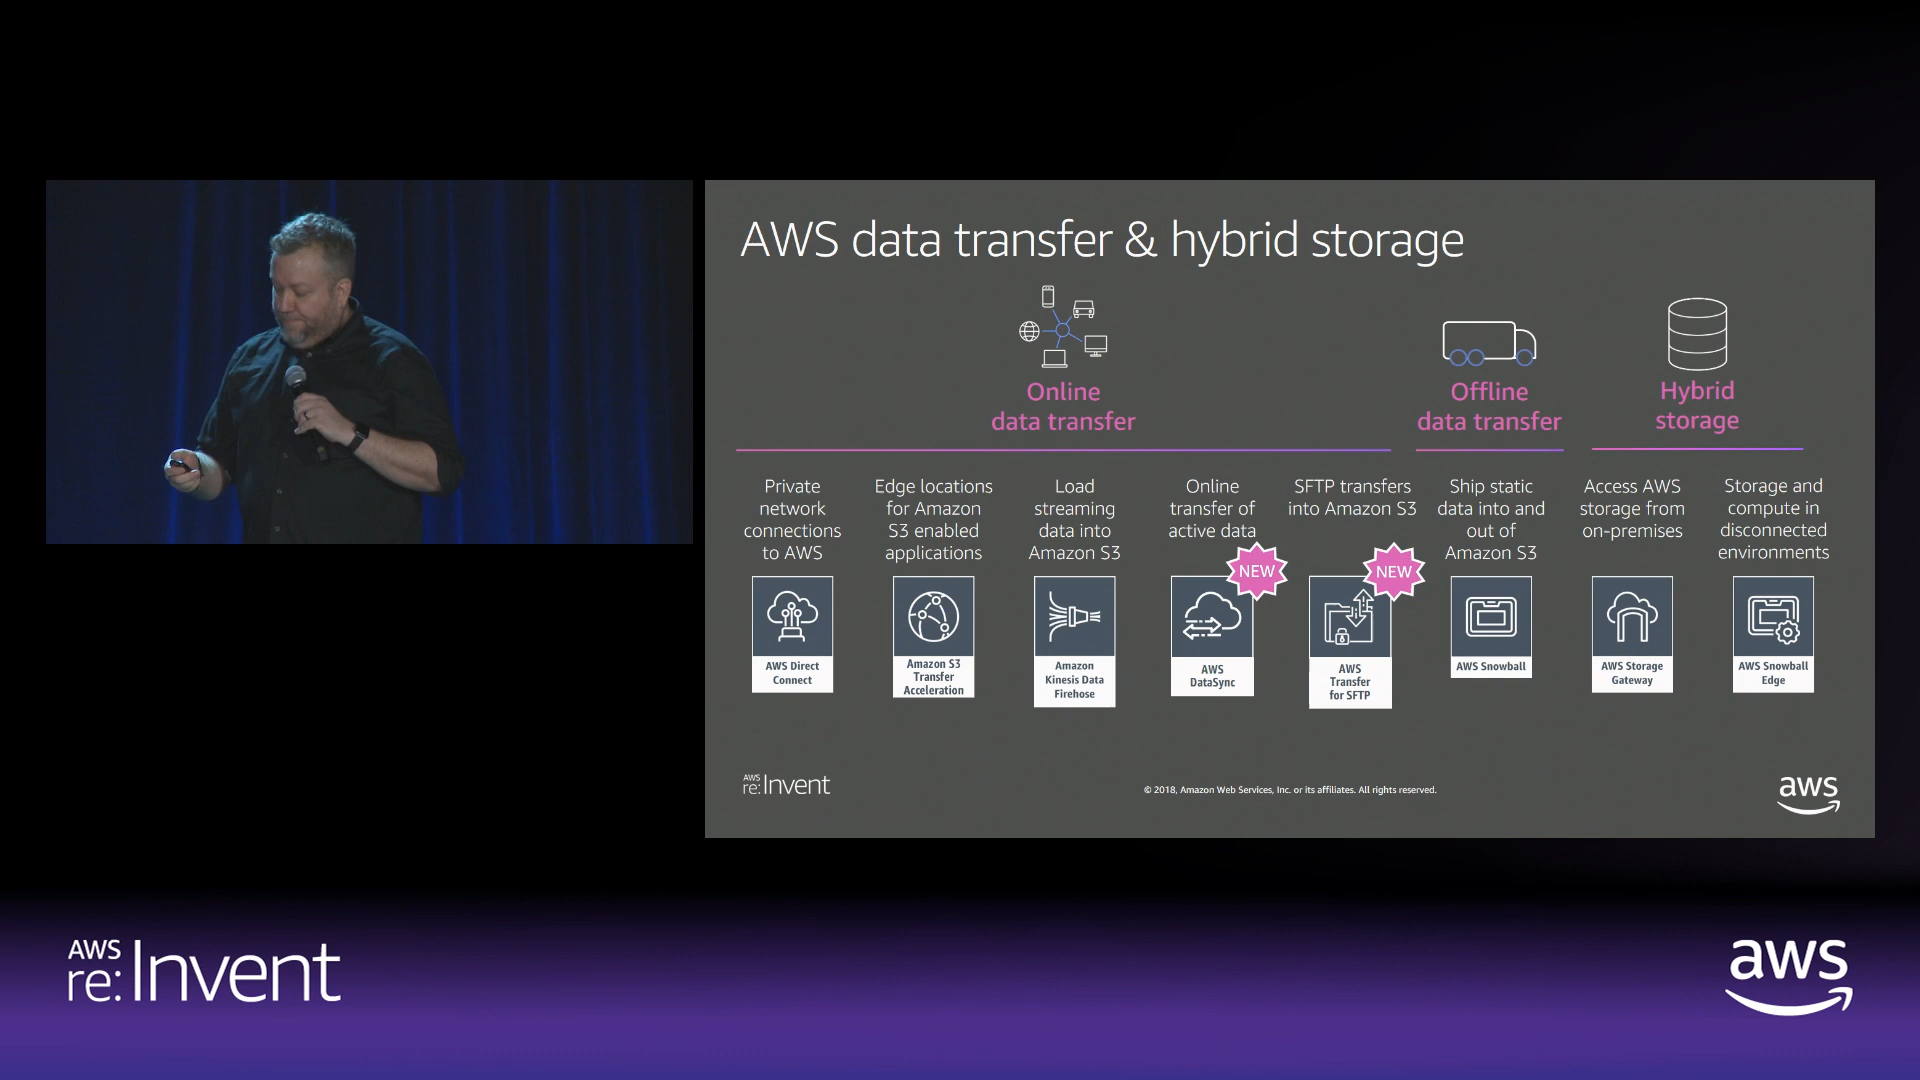 AWS data transfer & hybrid storage
Online
data transfer
Offline
data transfer
Hybrid
storage
Private
network
connections
to AWS
AWS Direct
Connect
Edge locations
for Amazon
S3 enabled
applications
Amazon S3
Transfer
Acceleration
Load
streaming
data into
Amazon S3
Amazon
Kinesis Data
Firehose
Online
transfer of
active data
NEW
AWS
DataSync
SFTP transfers
into Amazon S3
NEW
AWS
Transfer
for SFTP
Ship static
data into and
out of
Amazon S3
AWS Snowball
Access AWS
storage from
on-premises
AWS Storage
Gateway
Storage and
compute in
disconnected
environments
AWS Snowball
Edge
AWS
re:Invent
© 2018, Amazon Web Services, Inc. or its affiliates. All rights reserved.
aws
AWS
re:Invent
aws